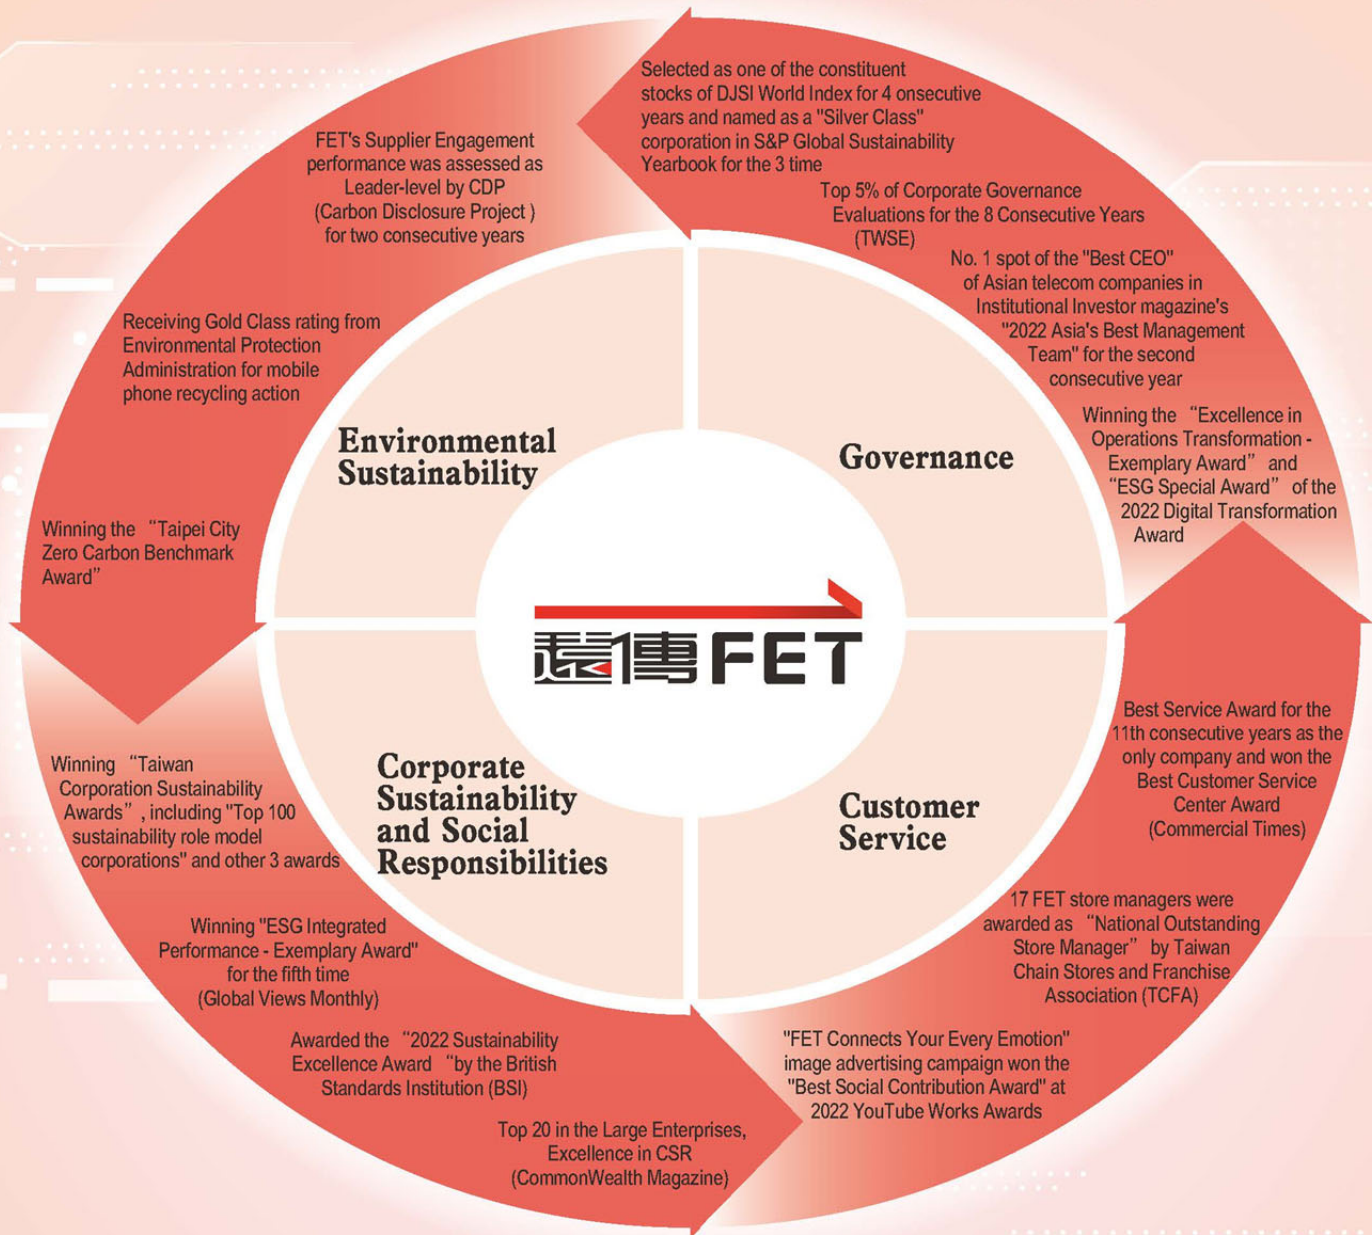 Selected as one of the constituent
stocks of DJSI World Index for 4 onsecutive
years and named as a "Silver Class"
corporation in S&P Global Sustainability
Yearbook for the 3 time
Top 5% of Corporate Governance
Evaluations for the 8 Consecutive Years
(TWSE)
No. 1 spot of the "Best CEO"
of Asian telecom companies in
Institutional Investor magazine's
"2022 Asia's Best Management
Team" for the second
consecutive year
Winning the “Excellence in
Operations Transformation -
Exemplary Award” and
“ESG Special Award” of the
2022 Digital Transformation
Award
FET's Supplier Engagement
performance was assessed as
Leader-level by CDP
(Carbon Disclosure Project )
for two consecutive years
Receiving Gold Class rating from
Environmental Protection
Administration for mobile
phone recycling action
Winning the “Taipei City
Zero Carbon Benchmark
Award”
Environmental
Sustainability
Governance
遠傳FET
Corporate
Sustainability
and Social
Responsibilities
Customer
Service
Winning “Taiwan
Corporation Sustainability
Awards” , including "Top 100
sustainability role model
corporations" and other 3 awards
Winning "ESG Integrated
Performance - Exemplary Award"
for the fifth time
(Global Views Monthly)
Awarded the “2022 Sustainability
Excellence Award “by the British
Standards Institution (BSI)
Top 20 in the Large Enterprises,
Excellence in CSR
(CommonWealth Magazine)
Best Service Award for the
11th consecutive years as the
only company and won the
Best Customer Service
Center Award
(Commercial Times)
17 FET store managers were
awarded as “National Outstanding
Store Manager” by Taiwan
Chain Stores and Franchise
Association (TCFA)
"FET Connects Your Every Emotion"
image advertising campaign won the
"Best Social Contribution Award" at
2022 YouTube Works Awards